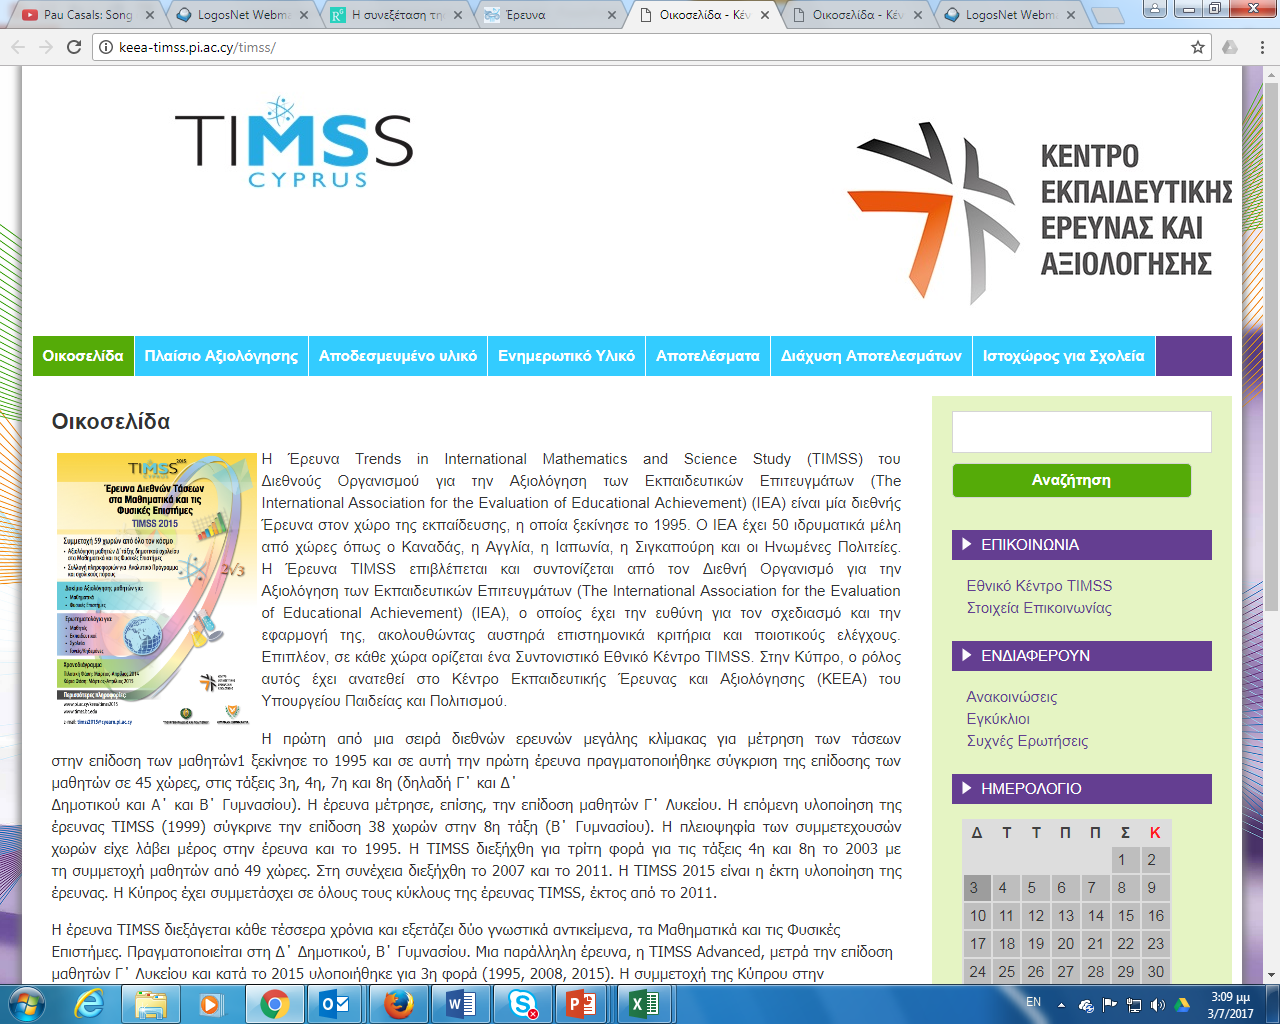 Pau Casals: Song
LogosNet Webma
Η συνεξέταση τη
Έρευνα
Οικοσελίδα - Κέν
Οικοσελίδα - Κέν
LogosNet Webma
keea-timss.pi.ac.cy/timss/
TIMSS
CYPRUS
ΚΕΝΤΡΟ
ΕΚΠΑΙΔΕΥΤΙΚΗΣ
ΕΡΕΥΝΑΣ ΚΑΙ
ΑΞΙΟΛΟΓΗΣΗΣ
Οικοσελίδα Πλαίσιο Αξιολόγησης Αποδεσμευμένο υλικό Ενημερωτικό Υλικό Αποτελέσματα Διάχυση Αποτελεσμάτων Ιστοχώρος για Σχολεία
Οικοσελίδα
TIMSS 2015
Έρευνα Διεθνών Τάσεων
στα Μαθηματικά και τις
Φυσικές Επιστήμες
TIMSS 2015
Συμμετοχή 59 χωρών από όλο τον κόσμο
Η Έρευνα Trends in International Mathematics and Science Study (TIMSS) του
Διεθνούς Οργανισμού για την Αξιολόγηση των Εκπαιδευτικών Επιτευγμάτων (The
International Association for the Evaluation of Educational Achievement) (IEA) είναι μία διεθνής
Έρευνα στον χώρο της εκπαίδευσης, η οποία ξεκίνησε το 1995. Ο IEA έχει 50 ιδρυματικά μέλη
από χώρες όπως ο Καναδάς, η Αγγλία, η Ιαπωνία, η Σιγκαπούρη και οι Ηνωμένες Πολιτείες.
Η Έρευνα TIMSS επιβλέπεται και συντονίζεται από τον Διεθνή Οργανισμό για την
Αξιολόγηση των Εκπαιδευτικών Επιτευγμάτων (The International Association for the Evaluation
of Educational Achievement) (IEA), ο οποίος έχει την ευθύνη για τον σχεδιασμό και την
εφαρμογή της, ακολουθώντας αυστηρά επιστημονικά κριτήρια και ποιοτικούς ελέγχους.
Επιπλέον, σε κάθε χώρα ορίζεται ένα Συντονιστικό Εθνικό Κέντρο TIMSS. Στην Κύπρο, ο ρόλος
αυτός έχει ανατεθεί στο Κέντρο Εκπαιδευτικής Έρευνας και Αξιολόγησης (ΚΕΕΑ) του
Υπουργείου Παιδείας και Πολιτισμού.
Η πρώτη από μια σειρά διεθνών ερευνών μεγάλης κλίμακας για μέτρηση των τάσεων
στην επίδοση των μαθητών1 ξεκίνησε το 1995 και σε αυτή την πρώτη έρευνα πραγματοποιήθηκε σύγκριση της επίδοσης των
μαθητών σε 45 χώρες, στις τάξεις 3η, 4η, 7η και 8η (δηλαδή Γ΄ και Δ΄
Δημοτικού και Α΄ και Β΄ Γυμνασίου). Η έρευνα μέτρησε, επίσης, την επίδοση μαθητών Γ΄ Λυκείου. Η επόμενη υλοποίηση της
έρευνας TIMSS (1999) σύγκρινε την επίδοση 38 χωρών στην 8η τάξη (Β΄ Γυμνασίου). Η πλειοψηφία των συμμετεχουσών
χωρών είχε λάβει μέρος στην έρευνα και το 1995. Η TIMSS διεξήχθη για τρίτη φορά για τις τάξεις 4η και 8η το 2003 με
τη συμμετοχή μαθητών από 49 χώρες. Στη συνέχεια διεξήχθη το 2007 και το 2011. Η TIMSS 2015 είναι η έκτη υλοποίηση της
έρευνας. Η Κύπρος έχει συμμετάσχει σε όλους τους κύκλους της έρευνας TIMSS, έκτος από το 2011.
Η έρευνα TIMSS διεξάγεται κάθε τέσσερα χρόνια και εξετάζει δύο γνωστικά αντικείμενα, τα Μαθηματικά και τις Φυσικές
Επιστήμες. Πραγματοποιείται στη Δ΄ Δημοτικού, Β΄ Γυμνασίου. Μια παράλληλη έρευνα, η TIMSS Advanced, μετρά την επίδοση
μαθητών Γ΄ Λυκείου και κατά το 2015 υλοποιήθηκε για 3η φορά (1995, 2008, 2015). Η συμμετοχή της Κύπρου στην
Αναζήτηση
ΕΠΙΚΟΙΝΩΝΙΑ
Εθνικό Κέντρο TIMSS
Στοιχεία Επικοινωνίας
ΕΝΔΙΑΦΕΡΟΥΝ
Ανακοινώσεις
Εγκύκλιοι
Συχνές Ερωτήσεις
ΗΜΕΡΟΛΟΓΙΟ
Δ Τ Τ Π Π Σ Κ
1 2
3 4 5 6 7 8 9
10 11 12 13 14 15 16
17 18 19 20 21 22 23
24 25 26 27 28 29 30
EN
3:09 μμ
3/7/2017